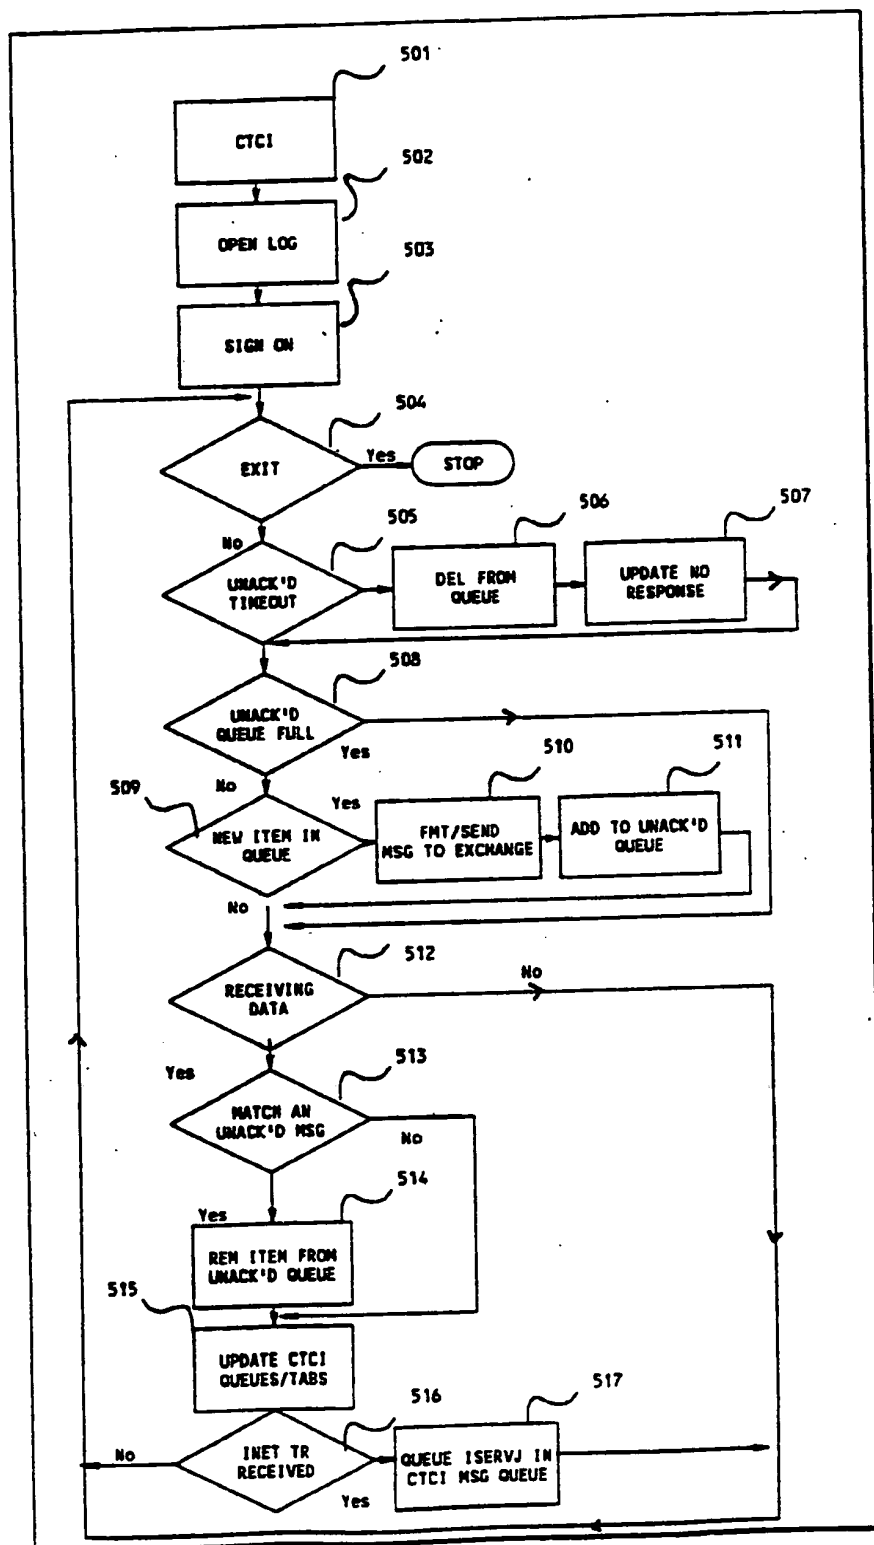 501
CTCI
502
OPEN LOG
503
SIGN ON
504
EXIT
Yes
STOP
No
505
506
507
UNACK'D
TIMEOUT
DEL FROM
QUEUE
UPDATE NO
RESPONSE
508
UNACK'D
QUEUE FULL
Yes
No
509
510
511
NEW ITEM IN
QUEUE
Yes
FMT/SEND
MSG TO EXCHANGE
ADD TO UNACK'D
QUEUE
No
512
RECEIVING
DATA
No
Yes
513
MATCH AN
UNACK'D MSG
No
514
Yes
REM ITEM FROM
UNACK'D QUEUE
515
UPDATE CTCI
QUEUES/TABS
516
517
INET TR
RECEIVED
No
Yes
QUEUE ISERVJ IN
CTCI MSG QUEUE